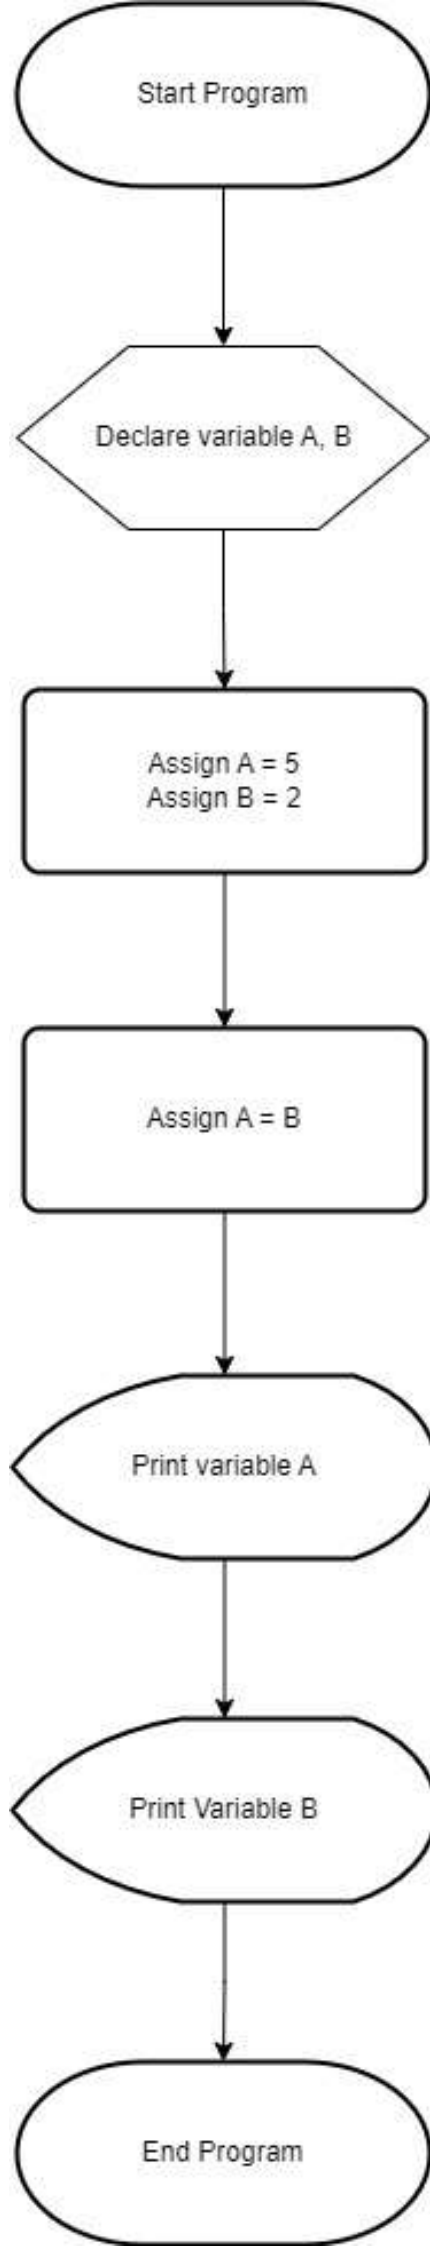 Start Program
Declare variable A, B
Assign A = 5
Assign B = 2
Assign A = B
Print variable A
Print Variable B
End Program